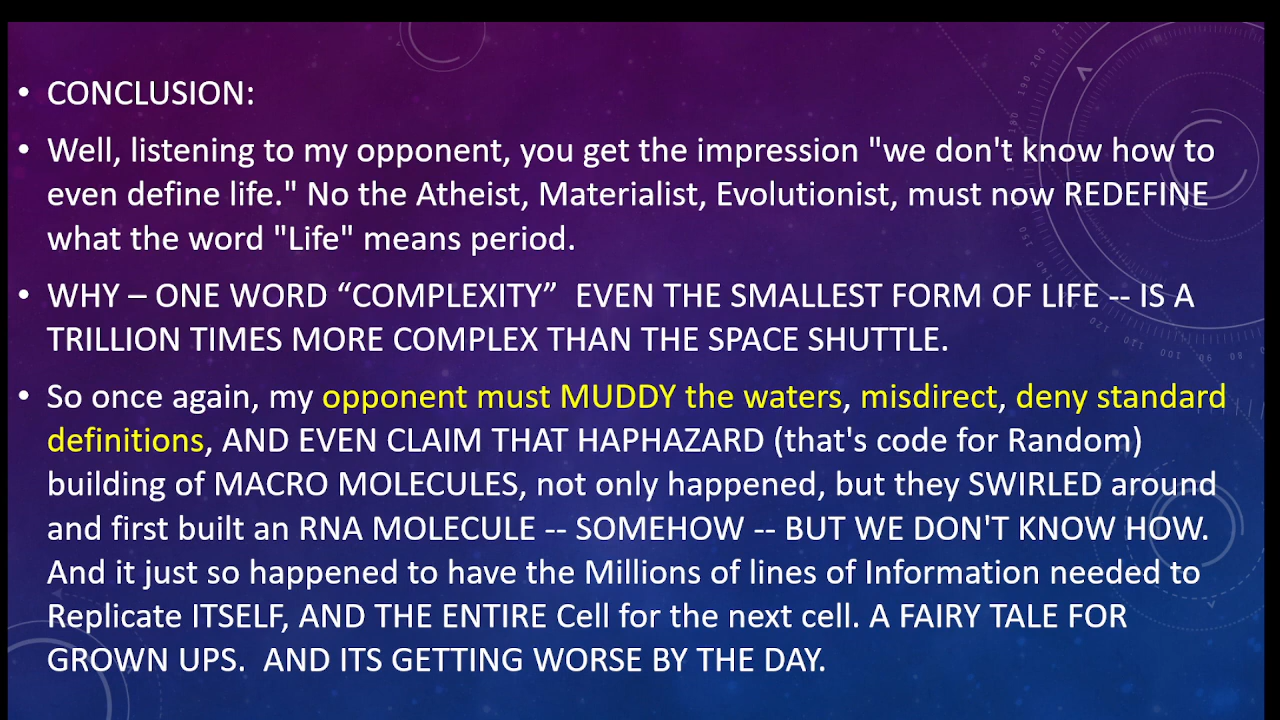 • CONCLUSION:
• Well, listening to my opponent, you get the impression "we don't know how to
even define life." No the Atheist, Materialist, Evolutionist, must now REDEFINE
what the word "Life" means period.
• WHY – ONE WORD “COMPLEXITY”  EVEN THE SMALLEST FORM OF LIFE -- IS A
TRILLION TIMES MORE COMPLEX THAN THE SPACE SHUTTLE.
• So once again, my opponent must MUDDY the waters, misdirect, deny standard
definitions, AND EVEN CLAIM THAT HAPHAZARD (that's code for Random)
building of MACRO MOLECULES, not only happened, but they SWIRLED around
and first built an RNA MOLECULE -- SOMEHOW -- BUT WE DON'T KNOW HOW.
And it just so happened to have the Millions of lines of Information needed to
Replicate ITSELF, AND THE ENTIRE Cell for the next cell. A FAIRY TALE FOR
GROWN UPS.  AND ITS GETTING WORSE BY THE DAY.